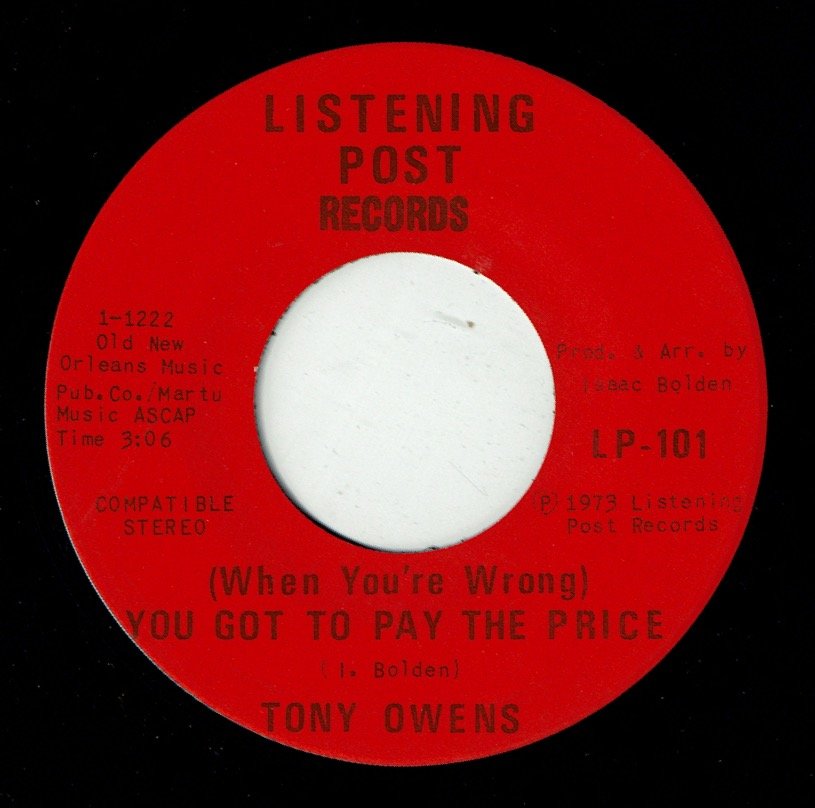 LISTENING
POST
RECORDS
1-1222
Old New
Orleans Music
Pub.Co./Martu
Music ASCAP
Time 3:06
COMPATIBLE
STEREO
Prod. & Arr. by
Isaac Bolden
LP-101
Ⓟ 1973 Listening
Post Records
(When You're Wrong)
YOU GOT TO PAY THE PRICE
(I. Bolden)
TONY OWENS